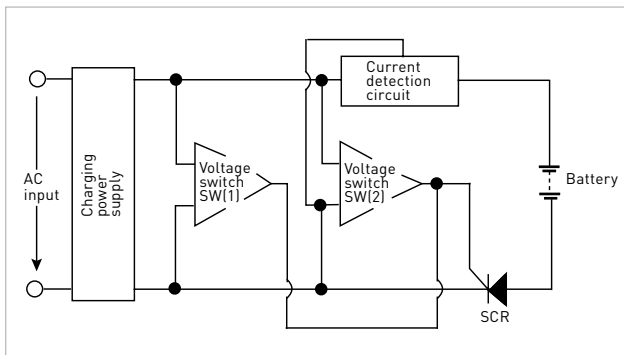 AC
input
Charging
power
supply
Voltage
switch
SW(1)
Voltage
switch
SW(2)
Current
detection
circuit
Battery
SCR